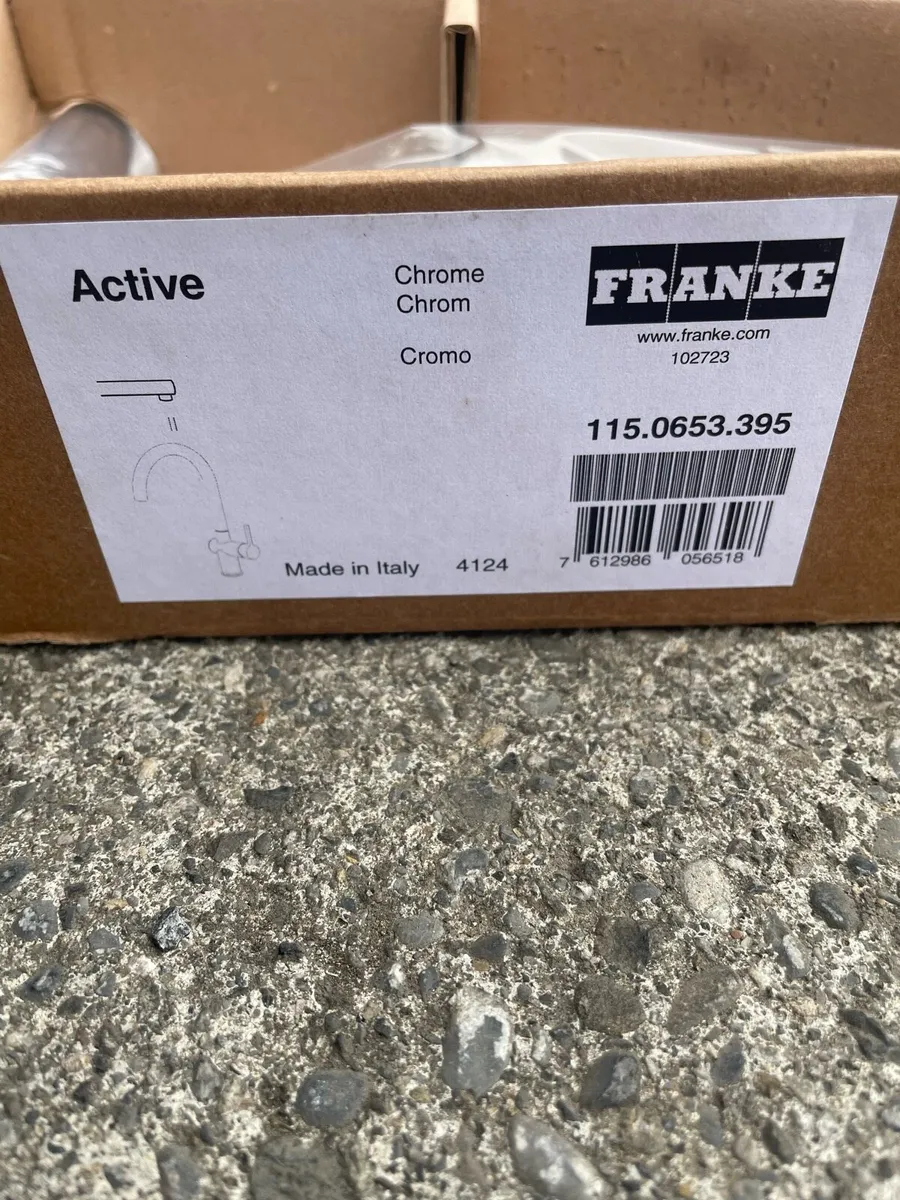 Active
Chrome
Chrom
Cromo
FRANKE
www.franke.com
102723
115.0653.395
Made in Italy 4124
7 612986 056518